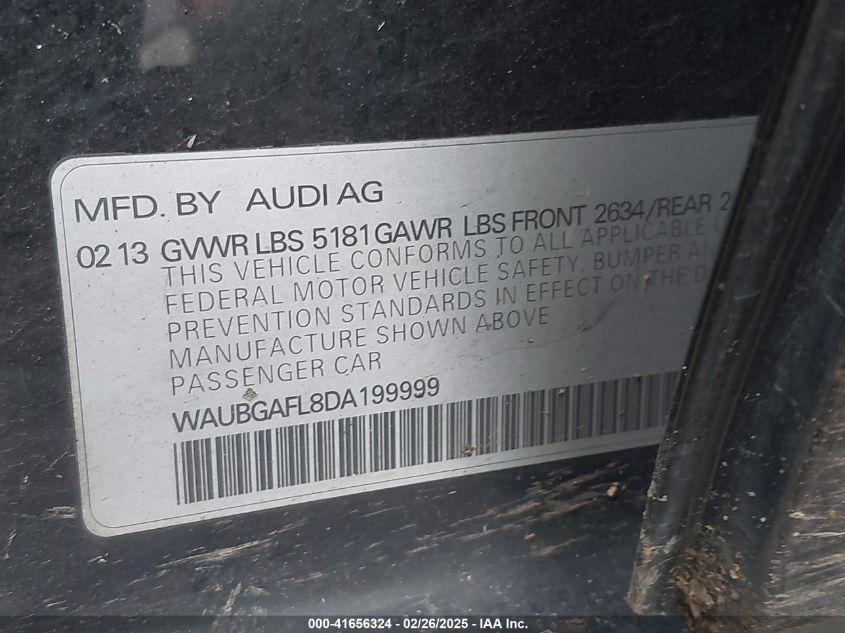 MFD. BY AUDI AG
02 13 GVWR LBS 5181 GAWR LBS FRONT 2634/REAR
THIS VEHICLE CONFORMS TO ALL APPLICABLE
FEDERAL MOTOR VEHICLE SAFETY, BUMPER
PREVENTION STANDARDS IN EFFECT ON THE
MANUFACTURE SHOWN ABOVE
PASSENGER CAR
WAUBGAFL8DA199999
000-41656324 - 02/26/2025 - IAA Inc.